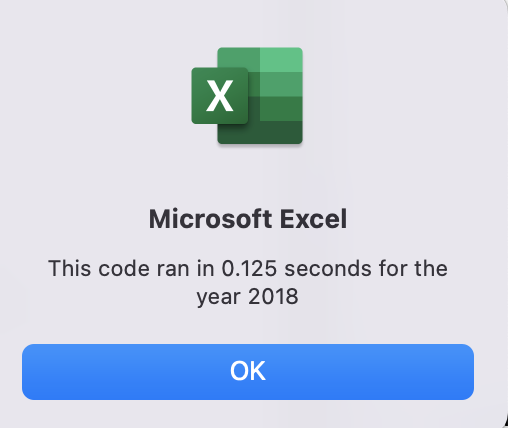 X
Microsoft Excel
This code ran in 0.125 seconds for the
year 2018
OK